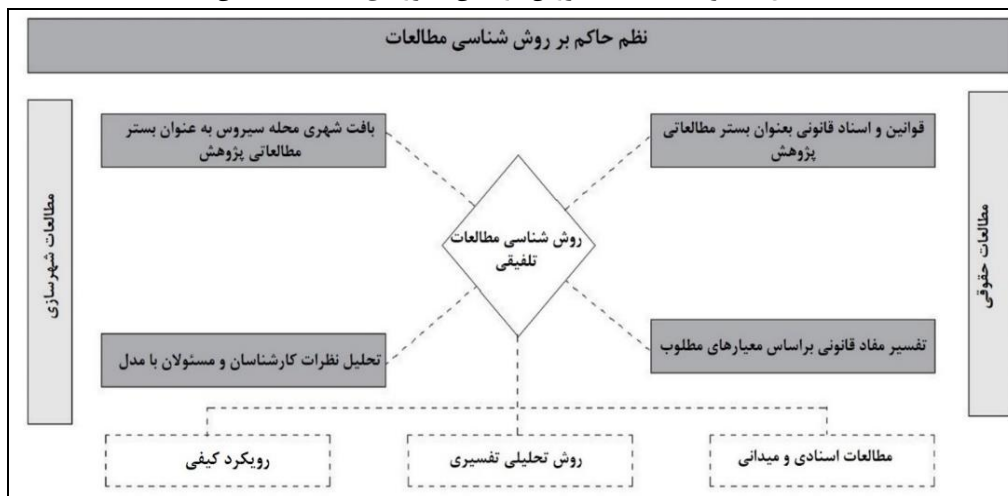 نظم حاکم بر روش شناسی مطالعات
مطالعات حقوقی
قوانین و اسناد قانونی بعنوان بستر مطالعاتی
پژوهش
بافت شهری محله سیروس به عنوان بستر
مطالعاتی پژوهش
مطالعات شهرسازی
روش شناسی مطالعات
تلفیقی
تفسیر مفاد قانونی براساس معیارهای مطلوب
تحلیل نظرات کارشناسان و مسئولان با مدل
مطالعات اسنادی و میدانی
روش تحلیلی تفسیری
رویکرد کیفی